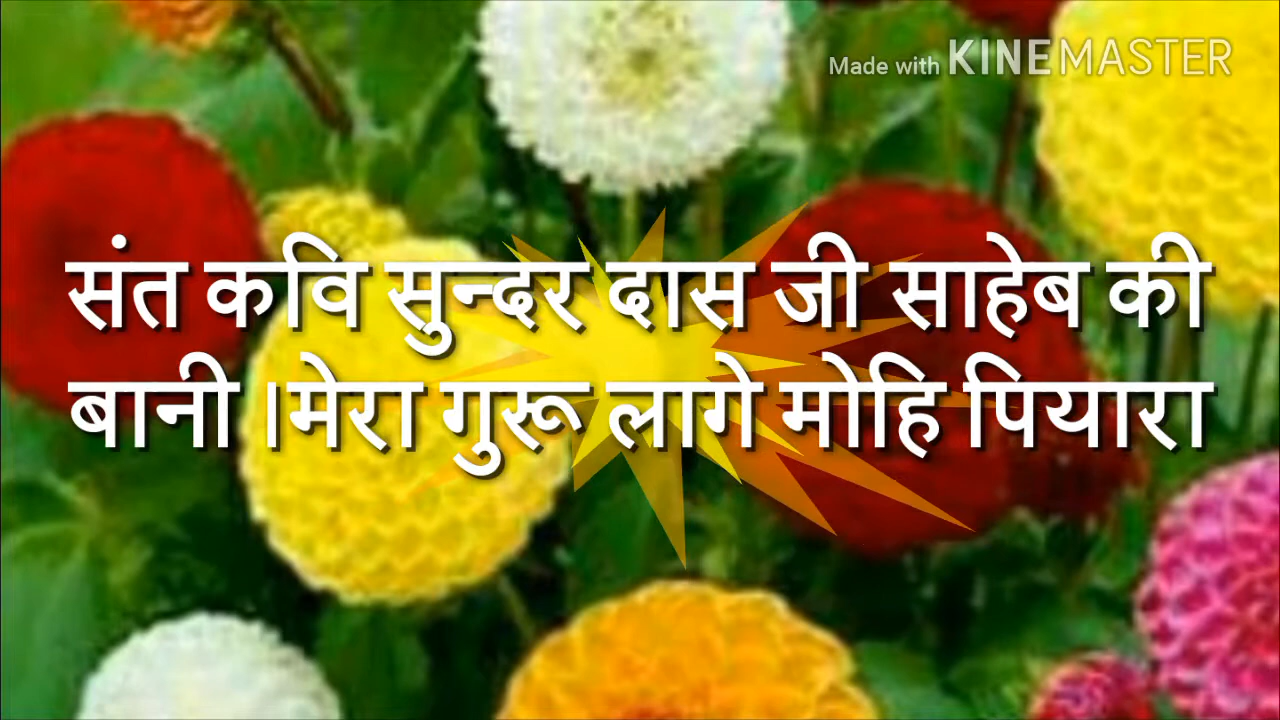 Made with KINEMASTER
संत कवि सुन्दर दास जी साहेब की
बानी ।मेरा गुरू लागे मोहि पियारा